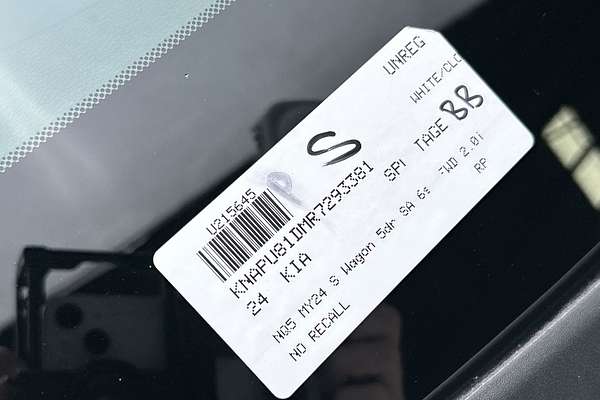 UNREG
WHITE/CLO
S
U215645
P
KNAPU81DMR7293381 SPI TAGE BB
24 KIA
NQ5 MY24 S Wagon 5dr SA 6s FWD 2.0i
NO RECALL RP